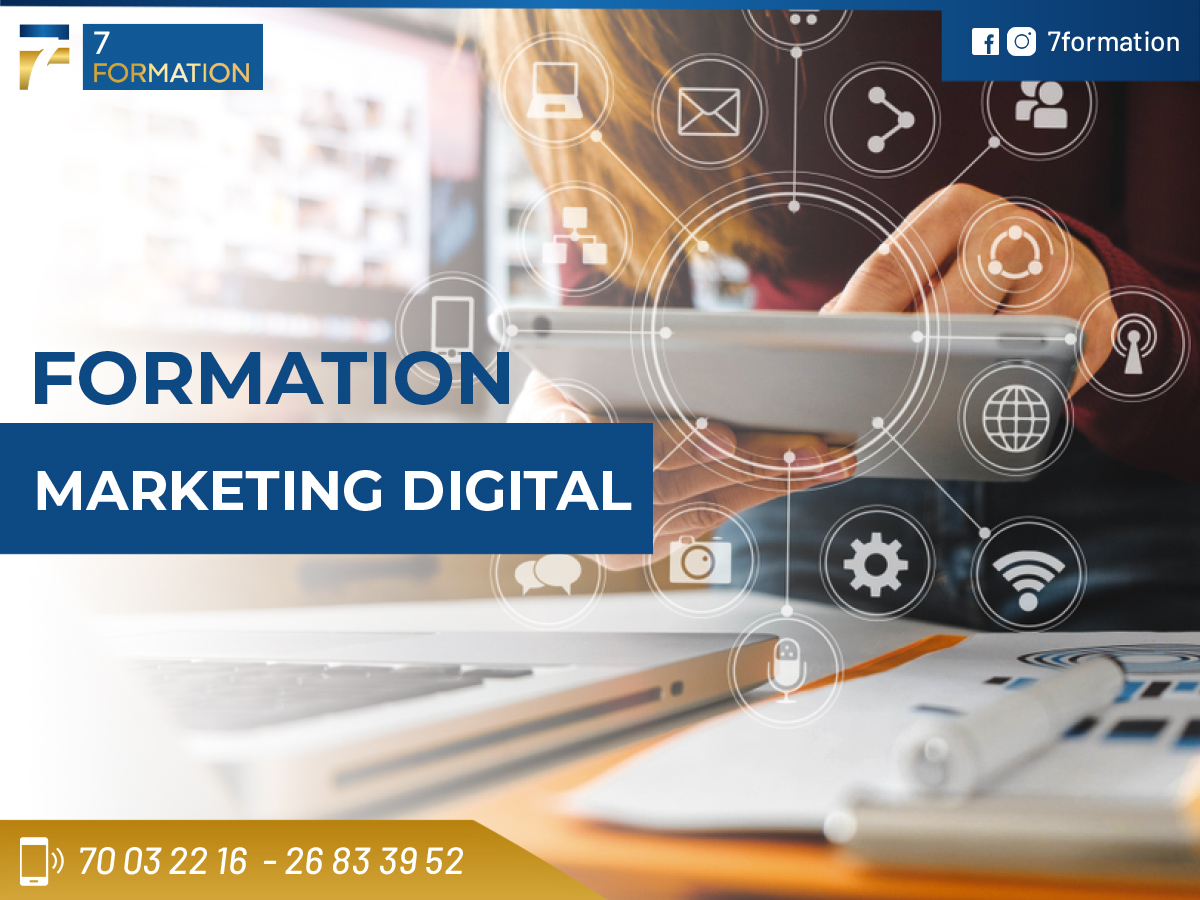 7
FORMATION
7formation
FORMATION
MARKETING DIGITAL
70 03 22 16 - 26 83 39 52